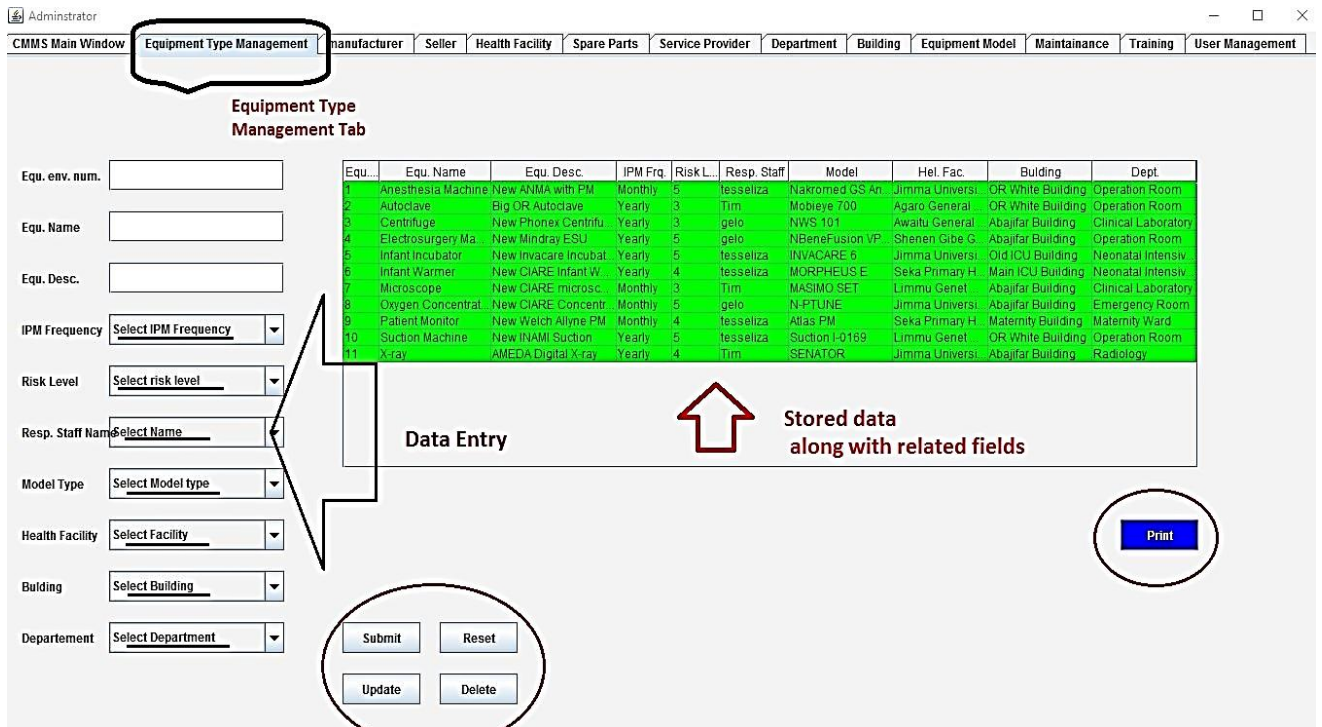 Adminstrator
CMMS Main Window Equipment Type Management manufacturer Seller Health Facility Spare Parts Service Provider Department Building Equipment Model Maintainance Training User Management
Equipment Type
Management Tab
Equ. env. num.
Equ. Name
Equ. Desc.
IPM Frequency Select IPM Frequency
Risk Level Select risk level
Resp. Staff Name Select Name
Model Type Select Model type
Health Facility Select Facility
Bulding Select Building
Departement Select Department
Equ.... Equ. Name Equ. Desc. IPM Frq. Risk L... Resp. Staff Model Hel. Fac. Bulding Dept.
1 Anesthesia Machine New ANMA with PM Monthly 5 tesseliza Nakromed GS An... Jimma Universi... OR White Building Operation Room
2 Autoclave Big OR Autoclave Yearly 3 Tim Mobieye 700 Agaro General ... OR White Building Operation Room
3 Centrifuge New Phonex Centrifu... Yearly 3 gelo NWS 101 Awaitu General ... Abajifar Building Clinical Laboratory
4 Electrosurgery Ma... New Mindray ESU Yearly 5 gelo NBeneFusion VP... Shenen Gibe G... Abajifar Building Operation Room
5 Infant Incubator New Invacare Incubat... Yearly 5 tesseliza INVACARE 6 Jimma Universi... Old ICU Building Neonatal Intensiv...
6 Infant Warmer New CIARE Infant W... Yearly 4 tesseliza MORPHEUS E Seka Primary H... Main ICU Building Neonatal Intensiv...
7 Microscope New CIARE microsc... Monthly 3 Tim MASIMO SET Limmu Genet ... Abajifar Building Clinical Laboratory
8 Oxygen Concentrat... New CIARE Concentr... Monthly 5 gelo N-PTUNE Jimma Universi... Abajifar Building Emergency Room
9 Patient Monitor New Welch Allyne PM Monthly 4 tesseliza Atlas PM Seka Primary H... Maternity Building Maternity Ward
10 Suction Machine New INAMI Suction Yearly 5 tesseliza Suction I-0169 Limmu Genet ... OR White Building Operation Room
11 X-ray AMEDA Digital X-ray Yearly 4 Tim SENATOR Jimma Universi... Abajifar Building Radiology
Data Entry
Stored data
along with related fields
Print
Submit Reset
Update Delete